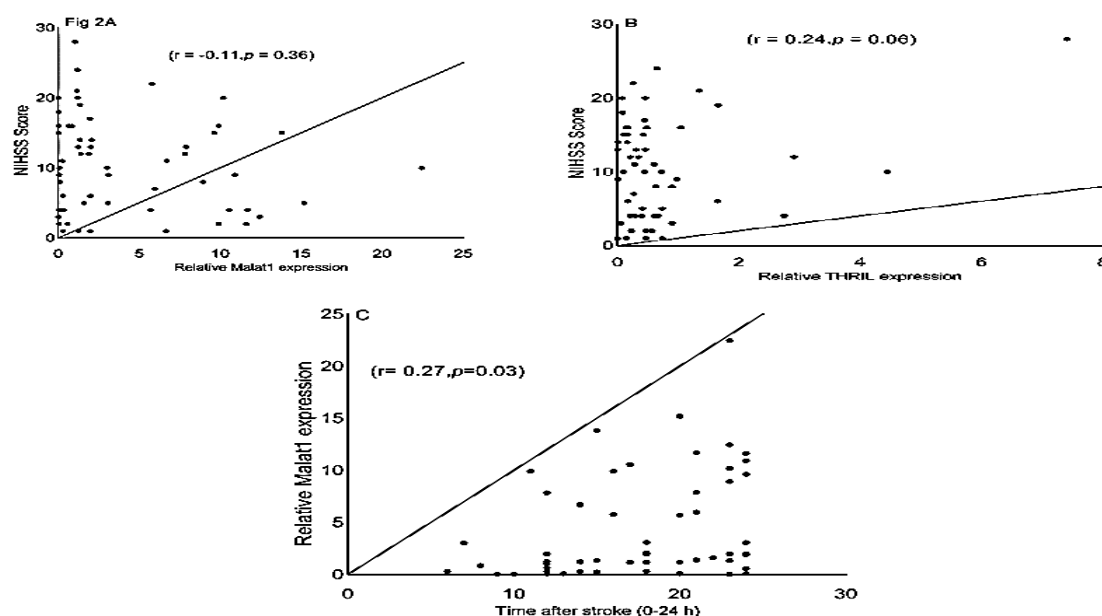 Fig 2A
(r = -0.11,p = 0.36)
NIHSS Score
30
20
10
0
0 5 10 15 20 25
Relative Malat1 expression
B
(r = 0.24,p = 0.06)
NIHSS Score
30
20
10
0
0 2 4 6 8
Relative THRIL expression
C
(r= 0.27,p=0.03)
Relative Malat1 expression
25
20
15
10
5
0
0 10 20 30
Time after stroke (0-24 h)